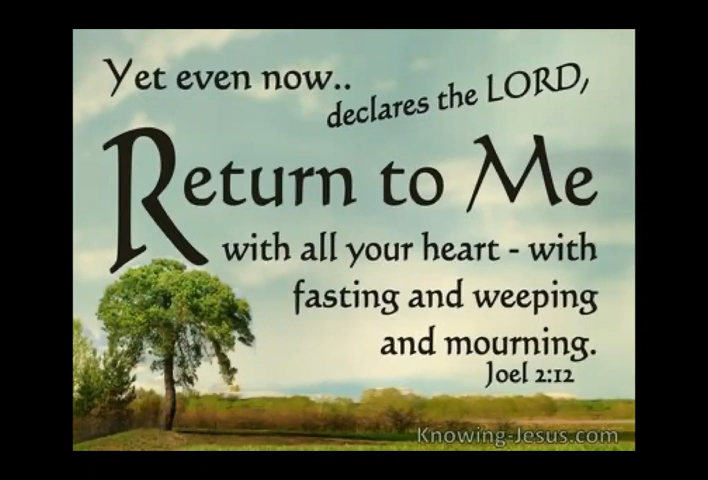 Yet even now..
declares the LORD,
Return to Me
with all your heart - with
fasting and weeping
and mourning.
Joel 2:12
Knowing-Jesus.com